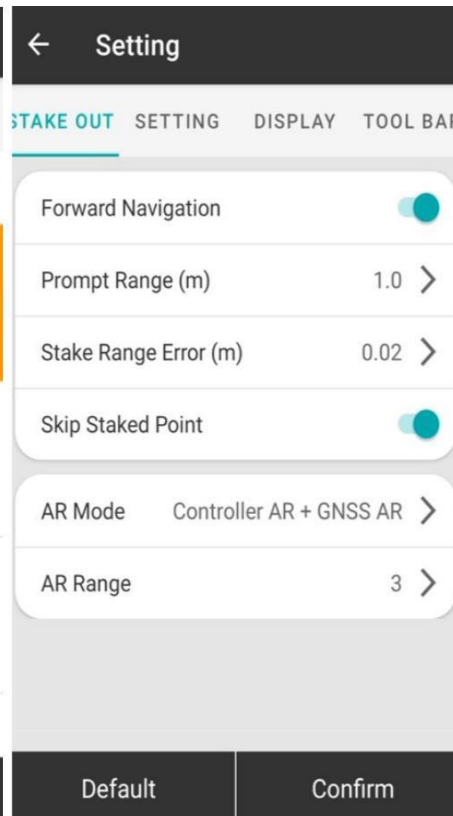 Setting
STAKE OUT SETTING DISPLAY TOOL BAR
Forward Navigation
Prompt Range (m) 1.0
Stake Range Error (m) 0.02
Skip Staked Point
AR Mode Controller AR + GNSS AR
AR Range 3
Default Confirm